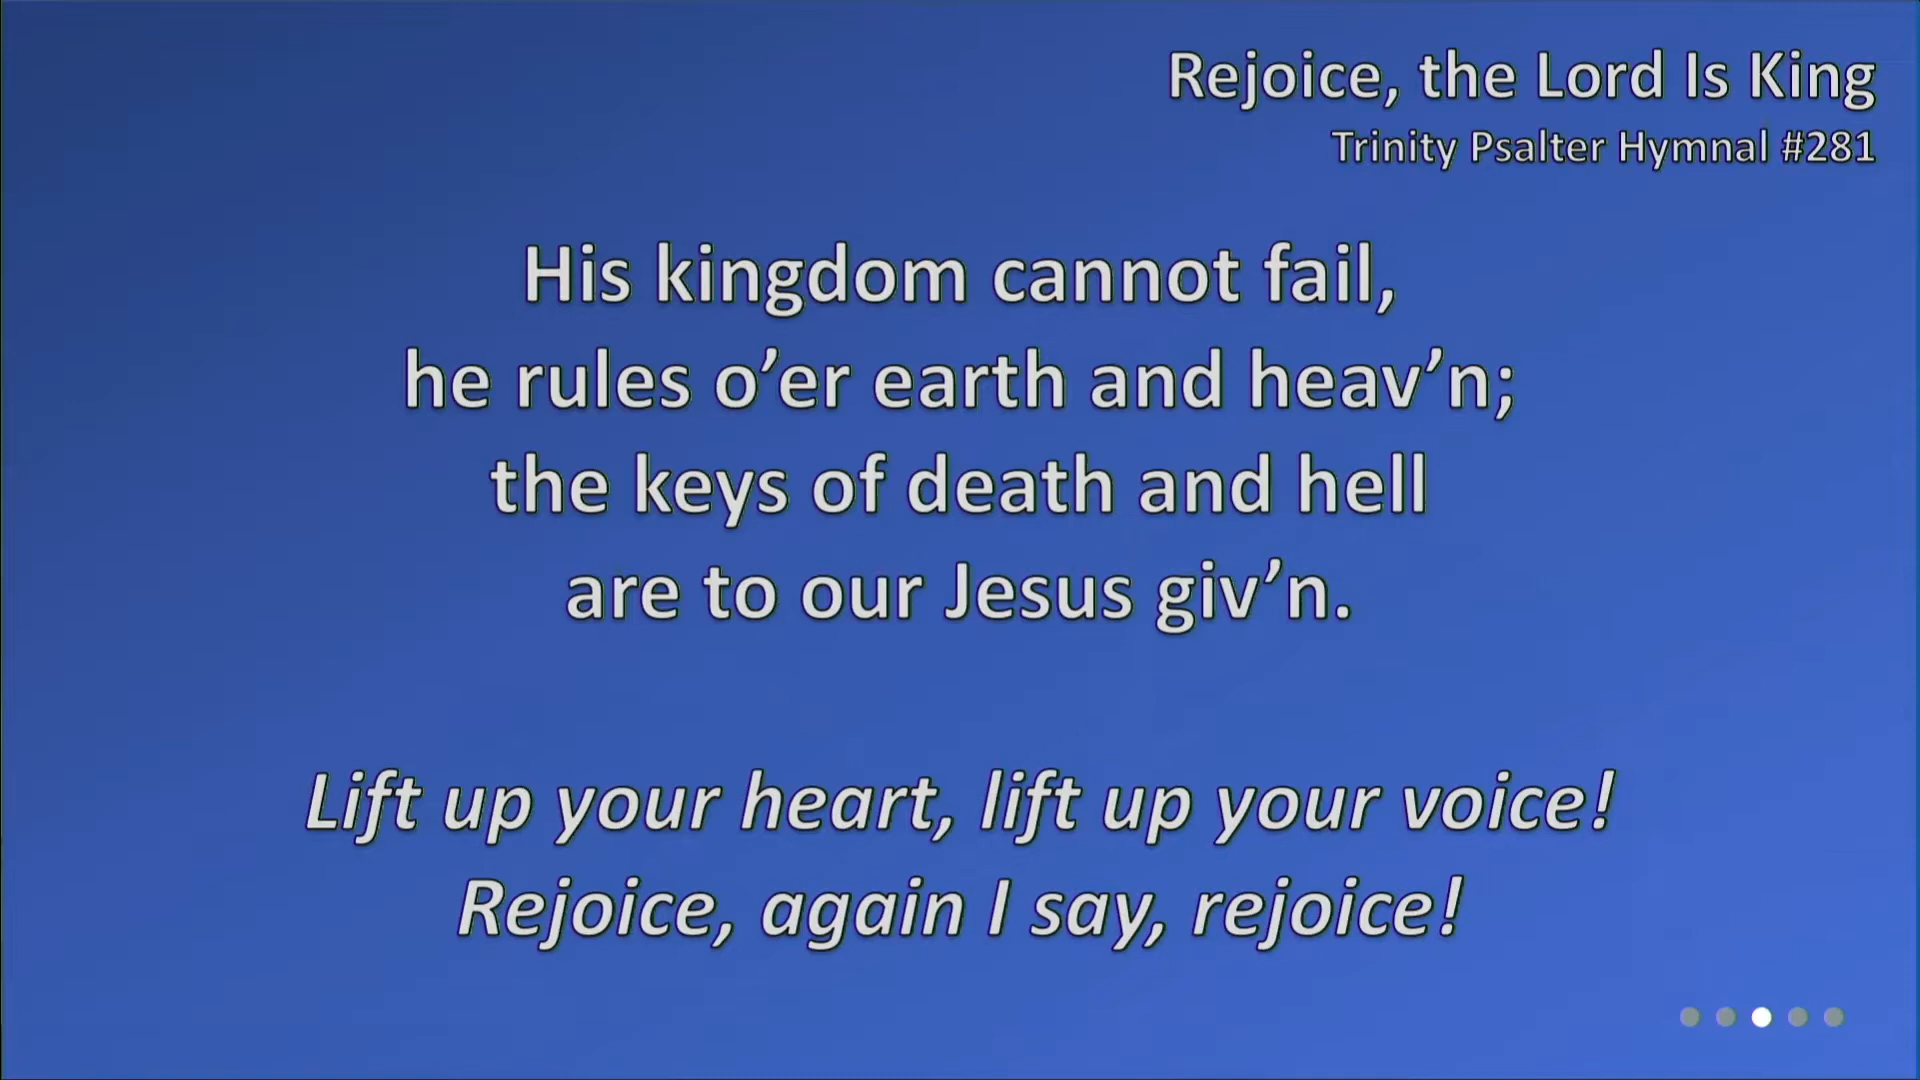 Rejoice, the Lord Is King
Trinity Psalter Hymnal #281
His kingdom cannot fail,
he rules o’er earth and heav’n;
the keys of death and hell
are to our Jesus giv’n.
Lift up your heart, lift up your voice!
Rejoice, again I say, rejoice!